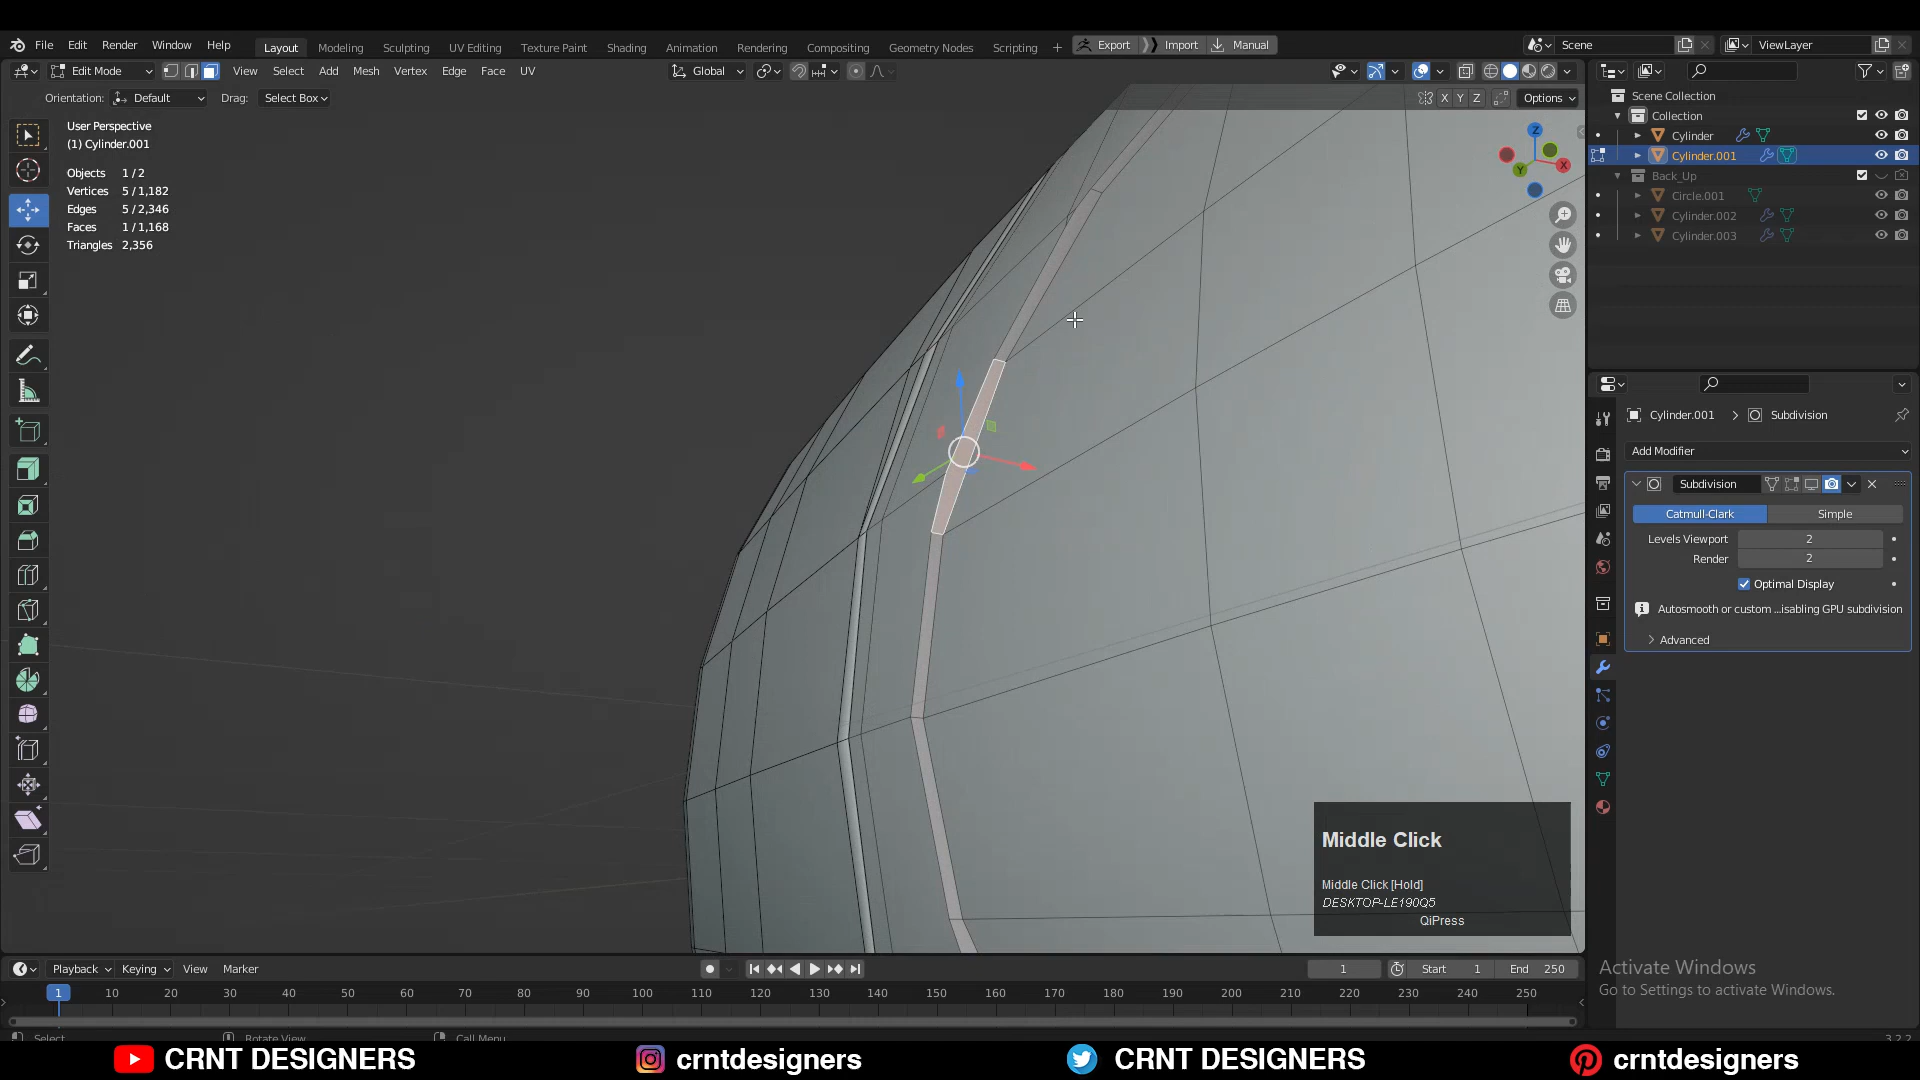 File Edit Render Window Help Layout Modeling Sculpting UV Editing Texture Paint Shading Animation Rendering Compositing Geometry Nodes Scripting + Export Import Manual Scene ViewLayer
Edit Mode View Select Add Mesh Vertex Edge Face UV Global
Orientation: Default Drag: Select Box X Y Z Options
User Perspective
(1) Cylinder.001
Objects 1 / 2
Vertices 5 / 1,182
Edges 5 / 2,346
Faces 1 / 1,168
Triangles 2,356
Z
X
Y
Scene Collection
Collection
Cylinder
Cylinder.001
Back_Up
Circle.001
Cylinder.002
Cylinder.003
Cylinder.001 > Subdivision
Add Modifier
Subdivision
Catmull-Clark Simple
Levels Viewport 2
Render 2
Optimal Display
Autosmooth or custom ...isabling GPU subdivision
Advanced
Middle Click
Middle Click [Hold]
DESKTOP-LE190Q5
QiPress
Activate Windows
Go to Settings to activate Windows.
Playback Keying View Marker 1 Start 1 End 250
1 10 20 30 40 50 60 70 80 90 100 110 120 130 140 150 160 170 180 190 200 210 220 230 240 250
Select Rotate View Call Menu 3.2.2
CRNT DESIGNERS crntdesigners CRNT DESIGNERS crntdesigners